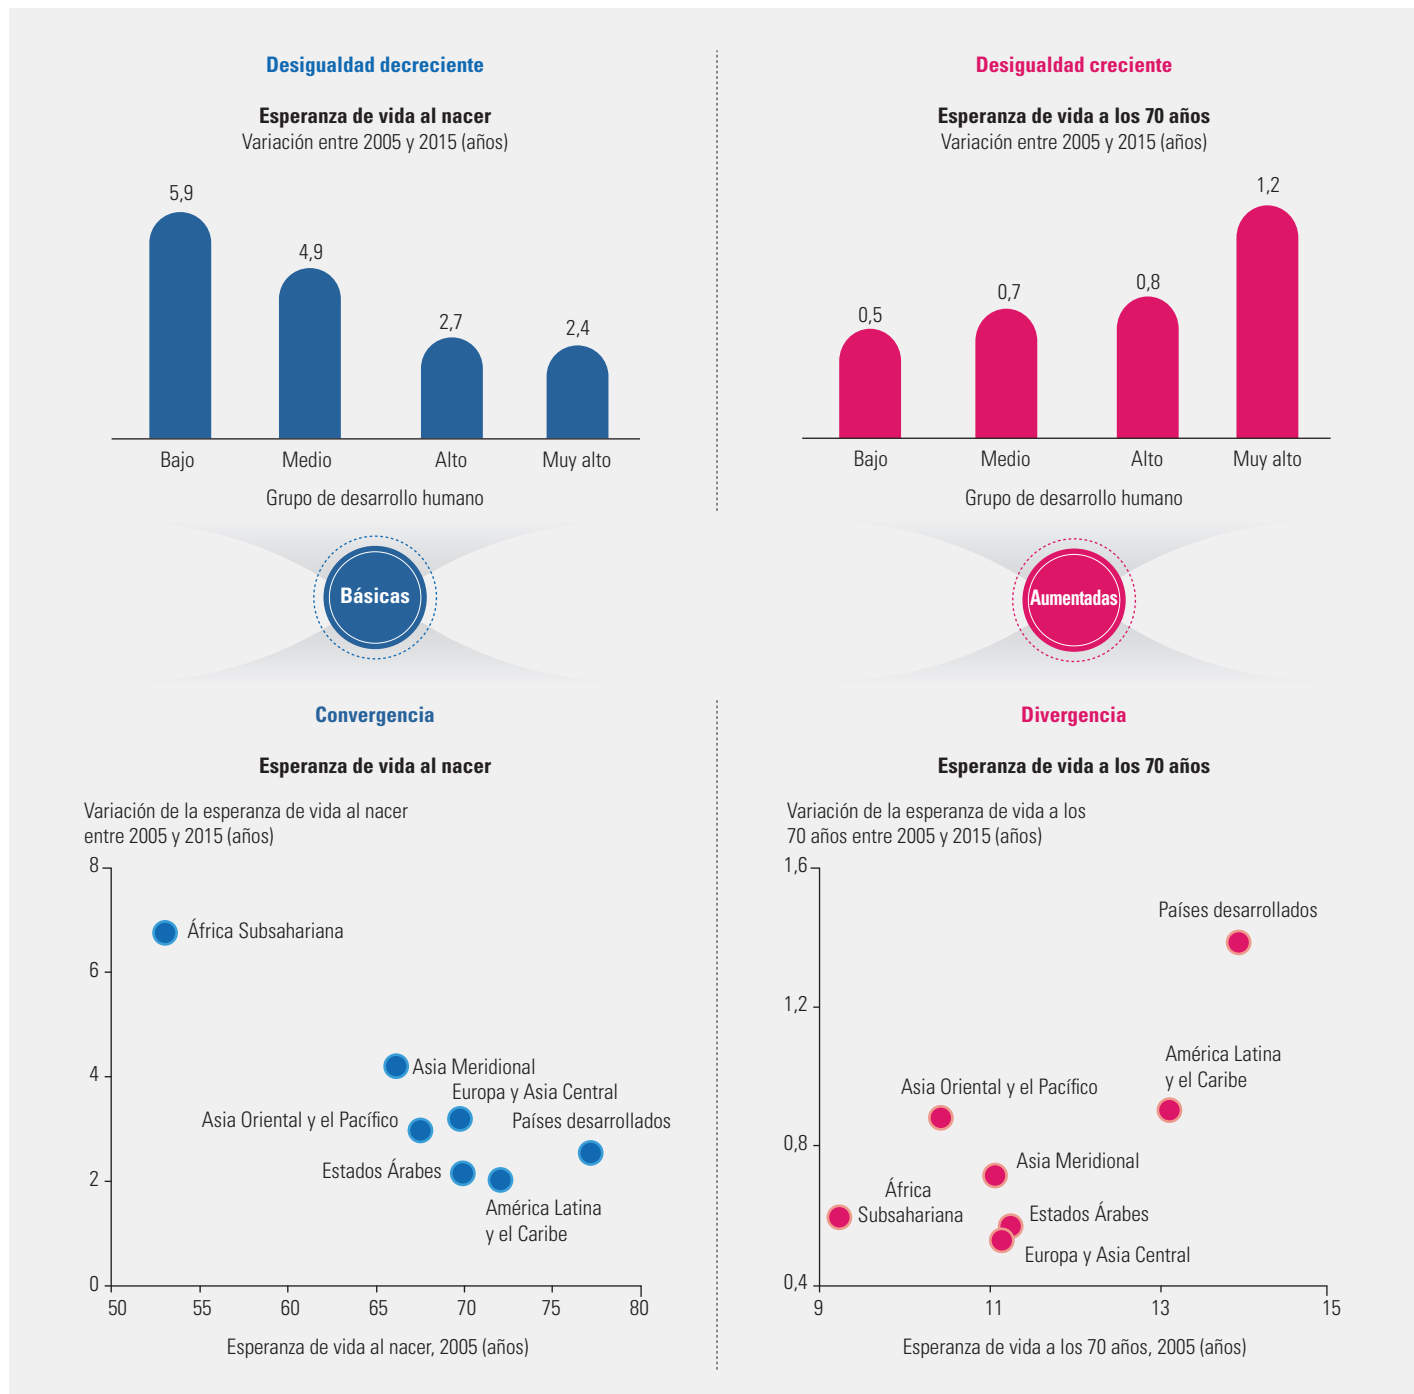 Desigualdad decreciente
Esperanza de vida al nacer
Variación entre 2005 y 2015 (años)
5,9
4,9
2,7
2,4
Bajo
Medio
Alto
Muy alto
Grupo de desarrollo humano
Desigualdad creciente
Esperanza de vida a los 70 años
Variación entre 2005 y 2015 (años)
0,5
0,7
0,8
1,2
Bajo
Medio
Alto
Muy alto
Grupo de desarrollo humano
Básicas
Aumentadas
Convergencia
Esperanza de vida al nacer
Variación de la esperanza de vida al nacer
entre 2005 y 2015 (años)
8
6
4
2
0
África Subsahariana
Asia Meridional
Europa y Asia Central
Asia Oriental y el Pacífico
Países desarrollados
Estados Árabes
América Latina
y el Caribe
50
55
60
65
70
75
80
Esperanza de vida al nacer, 2005 (años)
Divergencia
Esperanza de vida a los 70 años
Variación de la esperanza de vida a los
70 años entre 2005 y 2015 (años)
1,6
1,2
0,8
0,4
Países desarrollados
América Latina
y el Caribe
Asia Oriental y el Pacífico
Asia Meridional
África
Subsahariana
Estados Árabes
Europa y Asia Central
9
11
13
15
Esperanza de vida a los 70 años, 2005 (años)